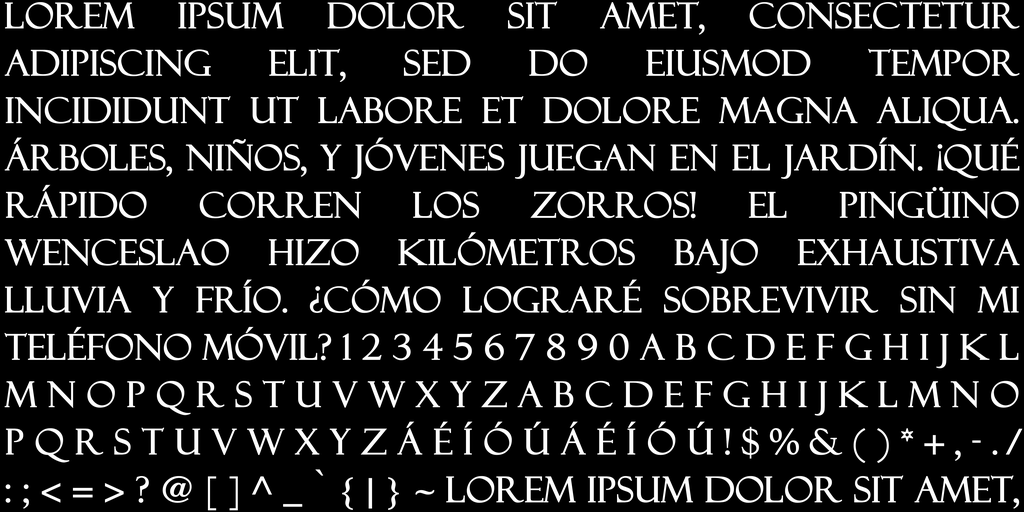 LOREM IPSUM DOLOR SIT AMET, CONSECTETUR
ADIPISCING ELIT, SED DO EIUSMOD TEMPOR
INCIDIDUNT UT LABORE ET DOLORE MAGNA ALIQUA.
ÁRBOLES, NIÑOS, Y JÓVENES JUEGAN EN EL JARDÍN. ¡QUÉ
RÁPIDO CORREN LOS ZORROS! EL PINGÜINO
WENCESLAO HIZO KILÓMETROS BAJO EXHAUSTIVA
LLUVIA Y FRÍO. ¿CÓMO LOGRARÉ SOBREVIVIR SIN MI
TELÉFONO MÓVIL? 1 2 3 4 5 6 7 8 9 0 A B C D E F G H I J K L
M N O P Q R S T U V W X Y Z A B C D E F G H I J K L M N O
P Q R S T U V W X Y Z Á É Í Ó Ú Á É Í Ó Ú ! $ % & ( ) * + , - . /
: ; < = > ? @ [ ] ^ _ ` { | } ~ LOREM IPSUM DOLOR SIT AMET,